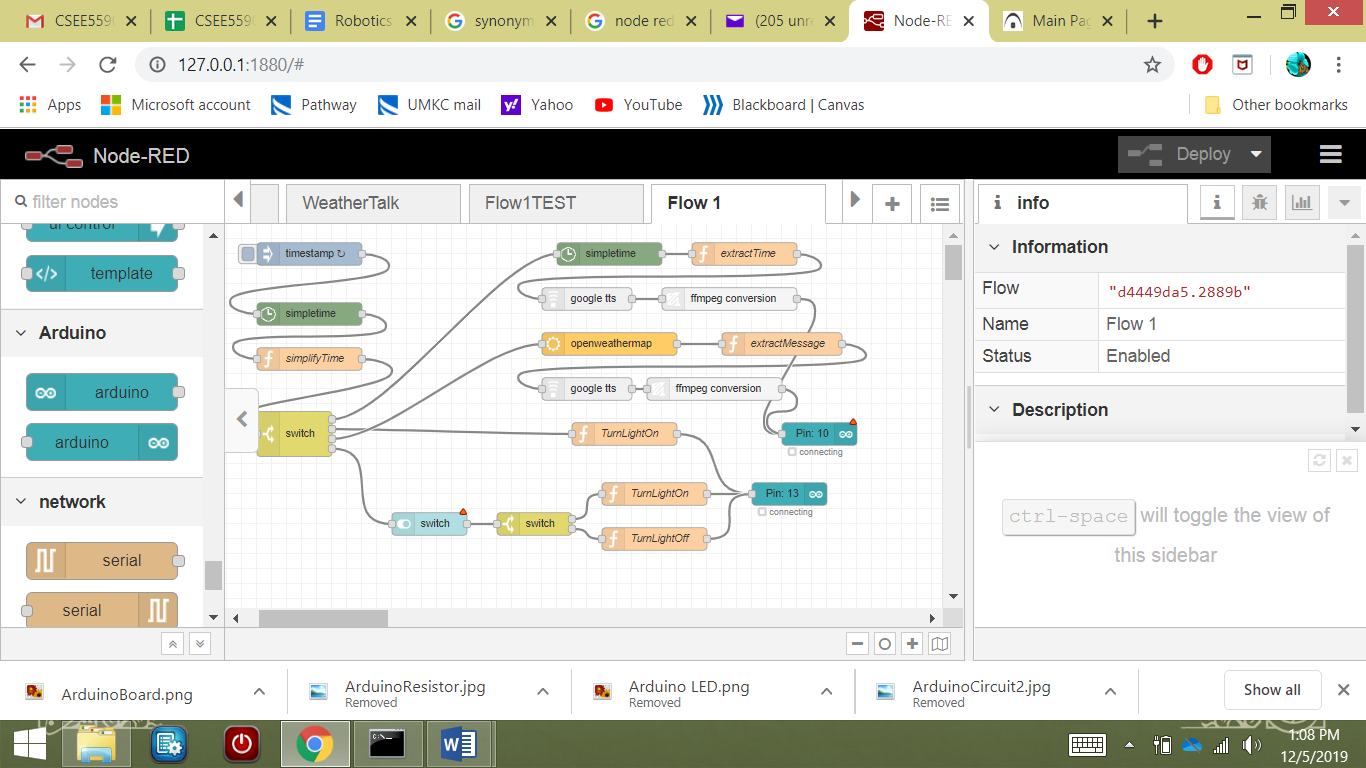 CSEE559
CSEE559
Robotics
synonym
node red
(205 unre
Node-RE
Main Pag
127.0.0.1:1880/#
Apps
Microsoft account
Pathway
UMKC mail
Yahoo
YouTube
Blackboard | Canvas
Other bookmarks
Node-RED
Deploy
filter nodes
WeatherTalk
Flow1TEST
Flow 1
info
ui control
template
Arduino
arduino
arduino
network
serial
serial
timestamp ↻
simpletime
simplifyTime
switch
simpletime
extractTime
google tts
ffmpeg conversion
openweathermap
extractMessage
google tts
ffmpeg conversion
TurnLightOn
Pin: 10
connecting
TurnLightOn
Pin: 13
connecting
switch
switch
TurnLightOff
Information
Flow
"d4449da5.2889b"
Name
Flow 1
Status
Enabled
Description
ctrl-space will toggle the view of
this sidebar
ArduinoBoard.png
ArduinoResistor.jpg
Removed
Arduino LED.png
Removed
ArduinoCircuit2.jpg
Removed
Show all
1:08 PM
12/5/2019